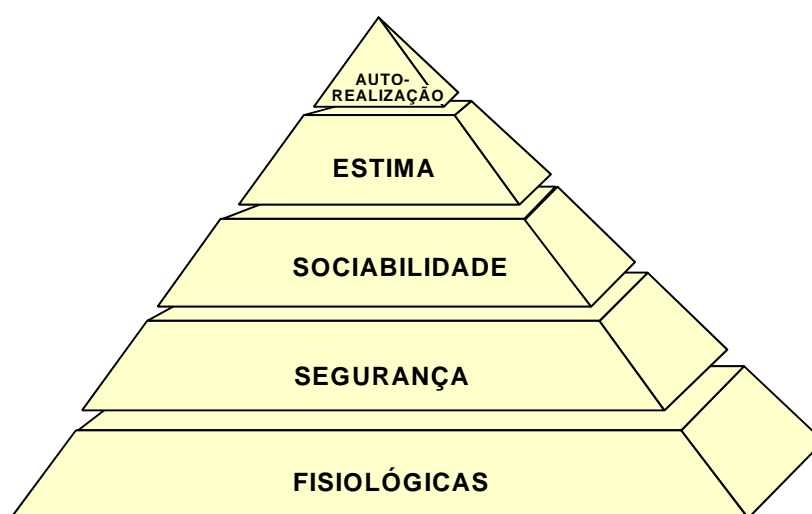 AUTO-
REALIZAÇÃO
ESTIMA
SOCIABILIDADE
SEGURANÇA
FISIOLÓGICAS